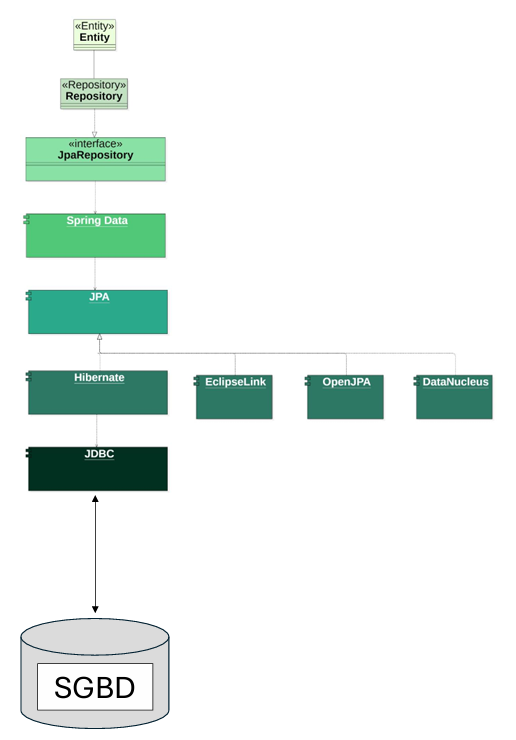 «Entity»
Entity
«Repository»
Repository
«interface»
JpaRepository
Spring Data
JPA
Hibernate
EclipseLink
OpenJPA
DataNucleus
JDBC
SGBD